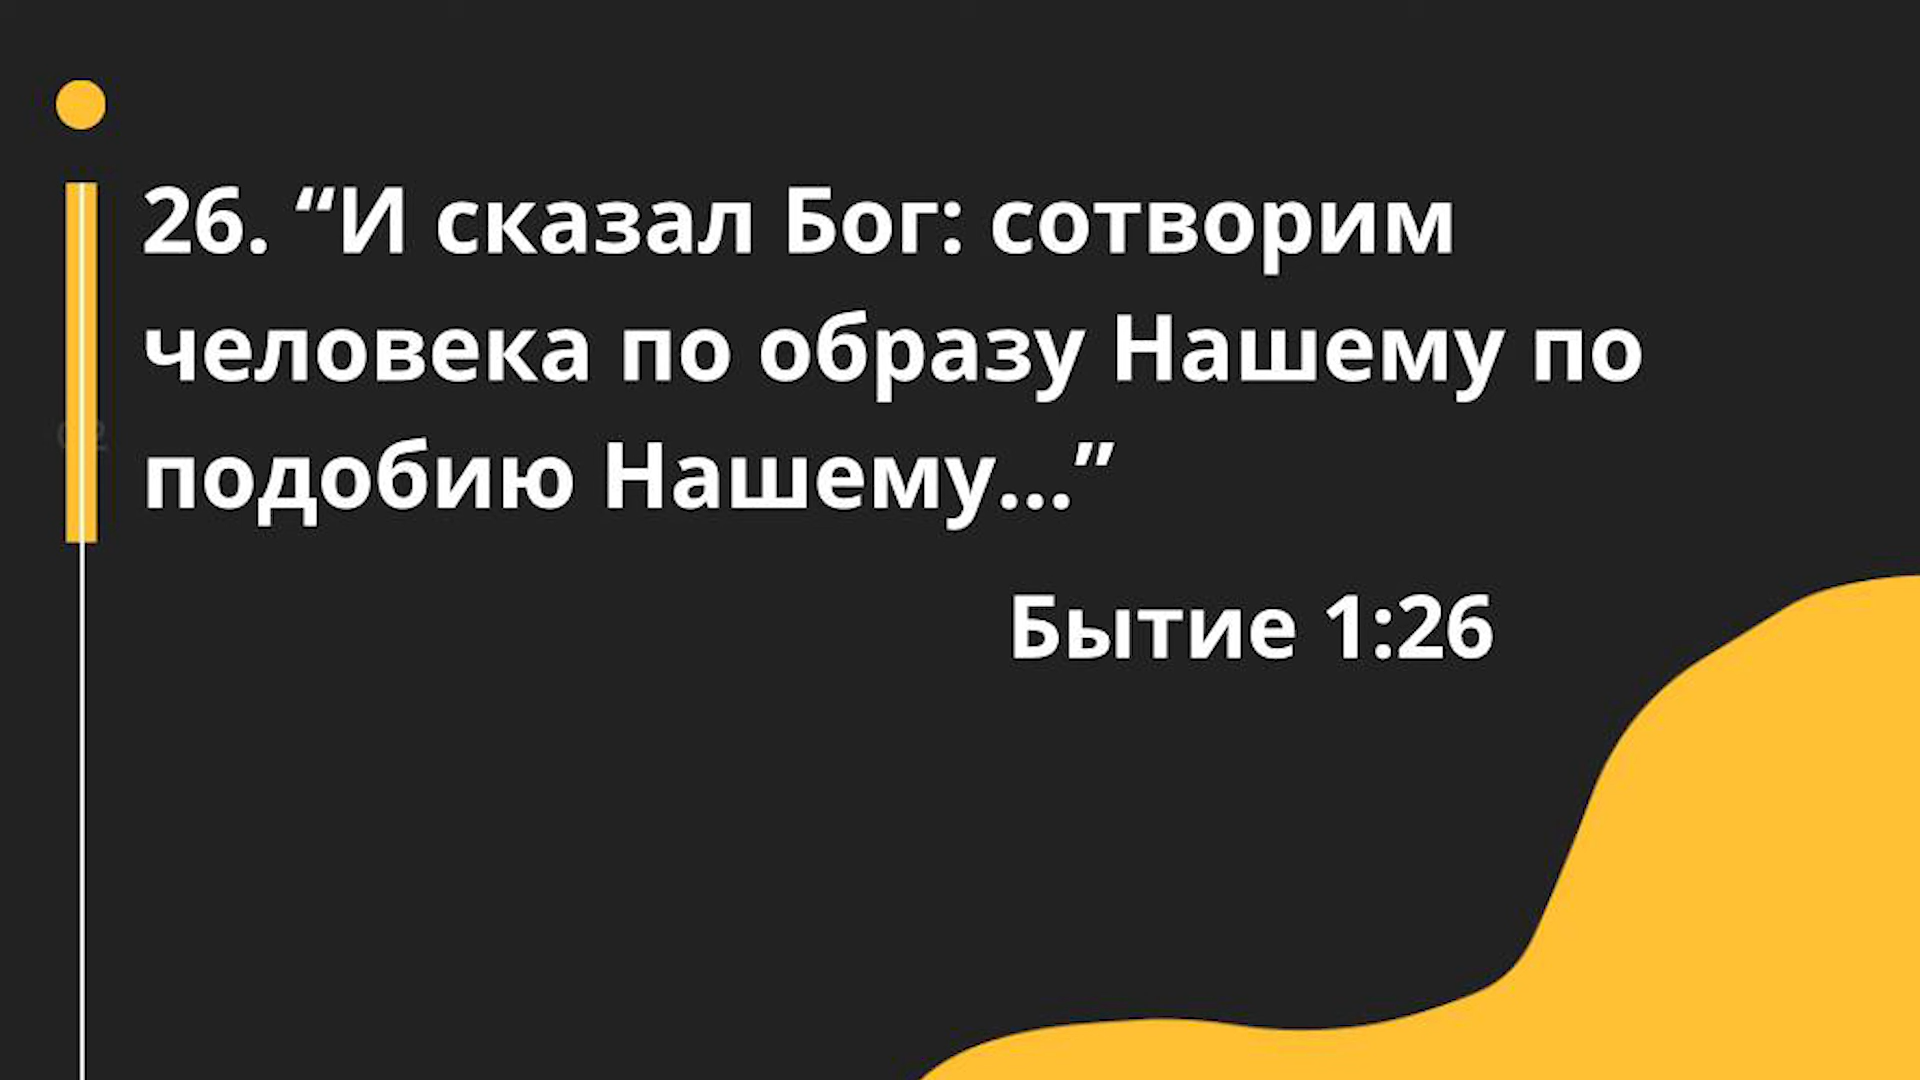 26. “И сказал Бог: сотворим
человека по образу Нашему по
подобию Нашему...”
Бытие 1:26